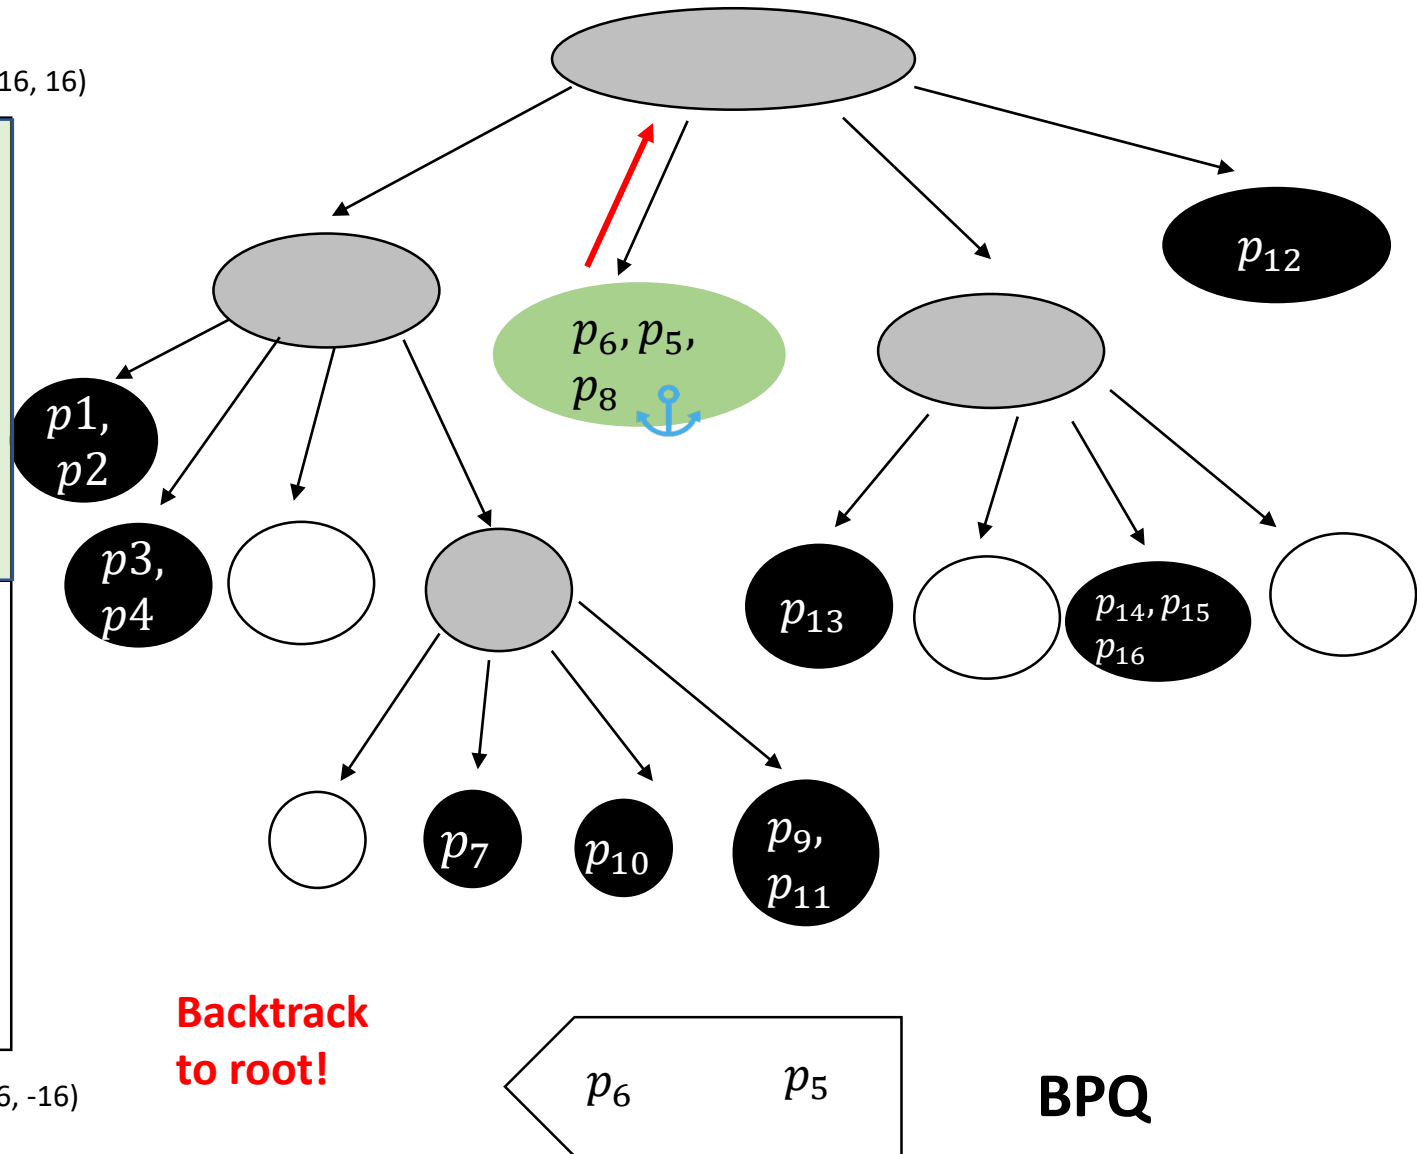 16, 16)
p₁₂
p₆, p₅,
p₈
p1,
p2
p3,
p4
p₁₃
p₁₄, p₁₅
p₁₆
p₇
p₁₀
p₉,
p₁₁
Backtrack
to root!
p₆ p₅
BPQ
6, -16)